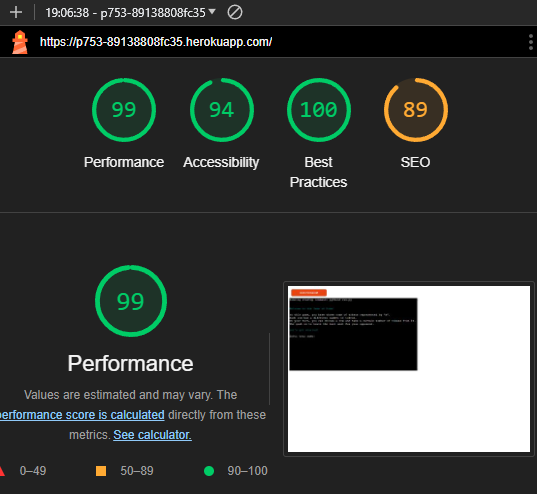 19:06:38 - p753-89138808fc35
https://p753-89138808fc35.herokuapp.com/
99
94
100
89
Performance
Accessibility
Best
Practices
SEO
99
Performance
Values are estimated and may vary. The
performance score is calculated directly from these
metrics. See calculator.
0–49
50–89
90–100